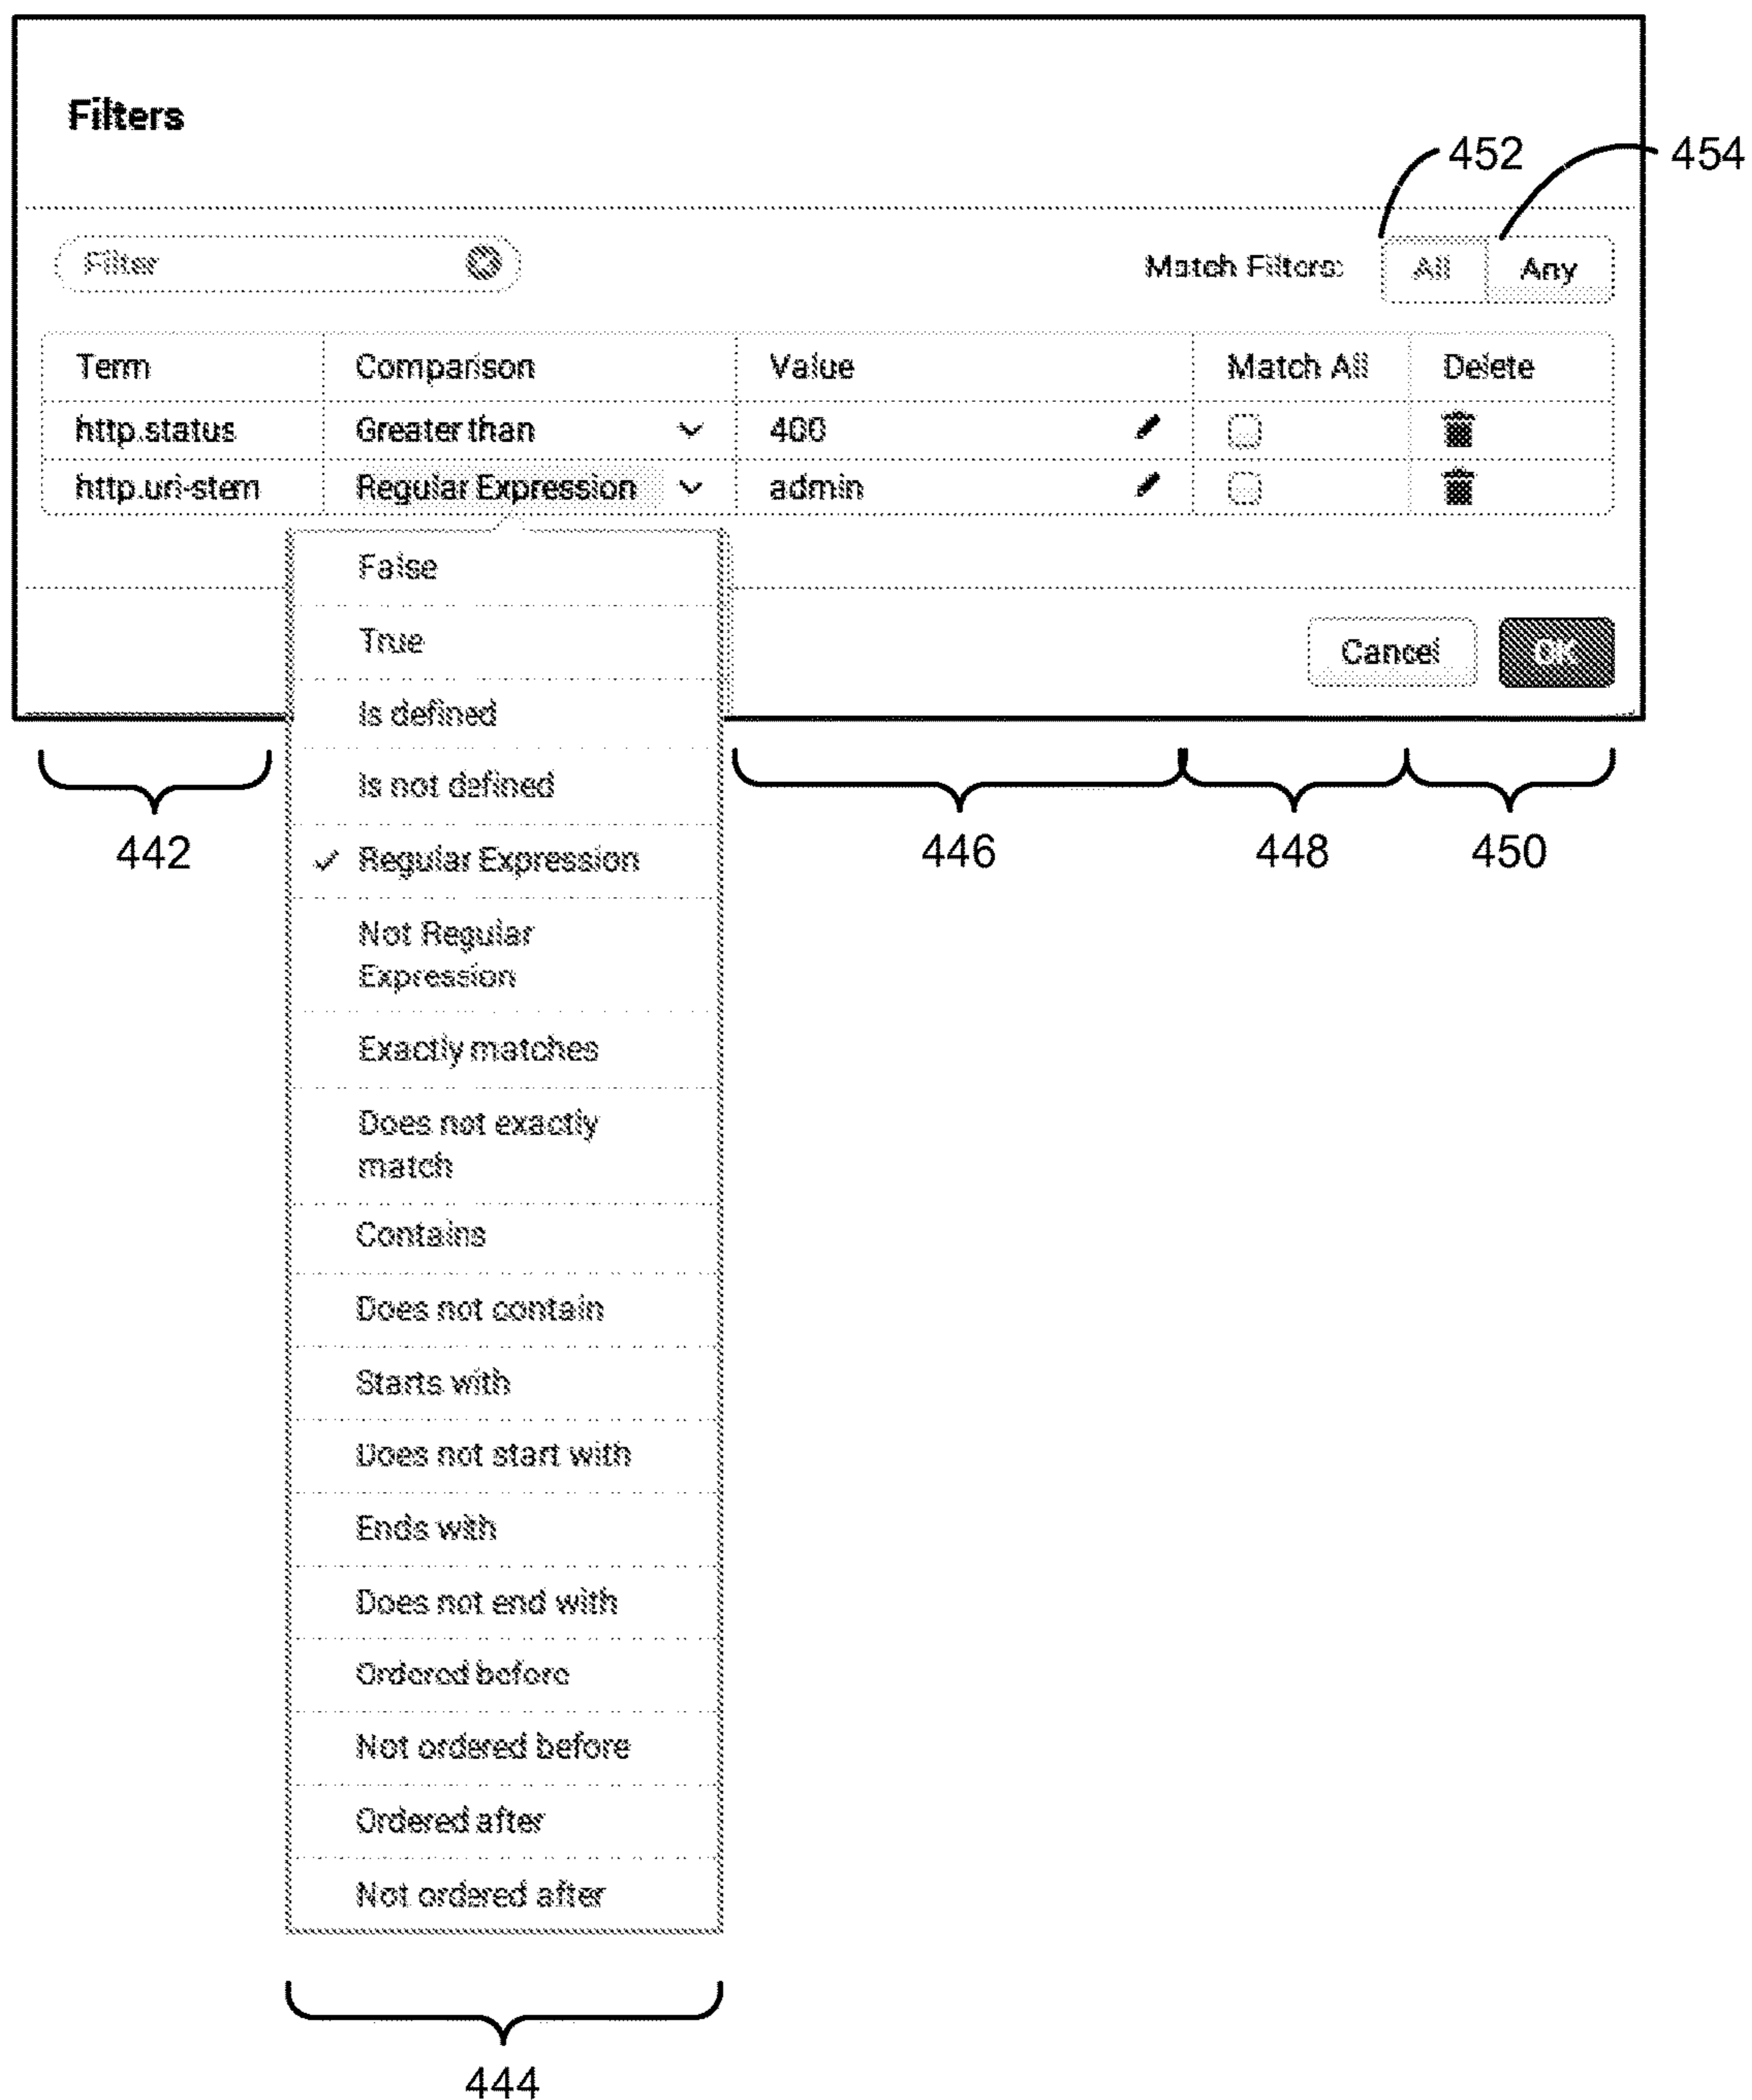 Filters
452
454
Filter
Match Filters:
All
Any
Term
Comparison
Value
Match All
Delete
http.status
Greater than
400
http.uri-stem
Regular Expression
admin
False
True
Is defined
Is not defined
Regular Expression
Not Regular
Expression
Exactly matches
Does not exactly
match
Contains
Does not contain
Starts with
Does not start with
Ends with
Does not end with
Ordered before
Not ordered before
Ordered after
Not ordered after
Cancel
OK
442
446
448
450
444